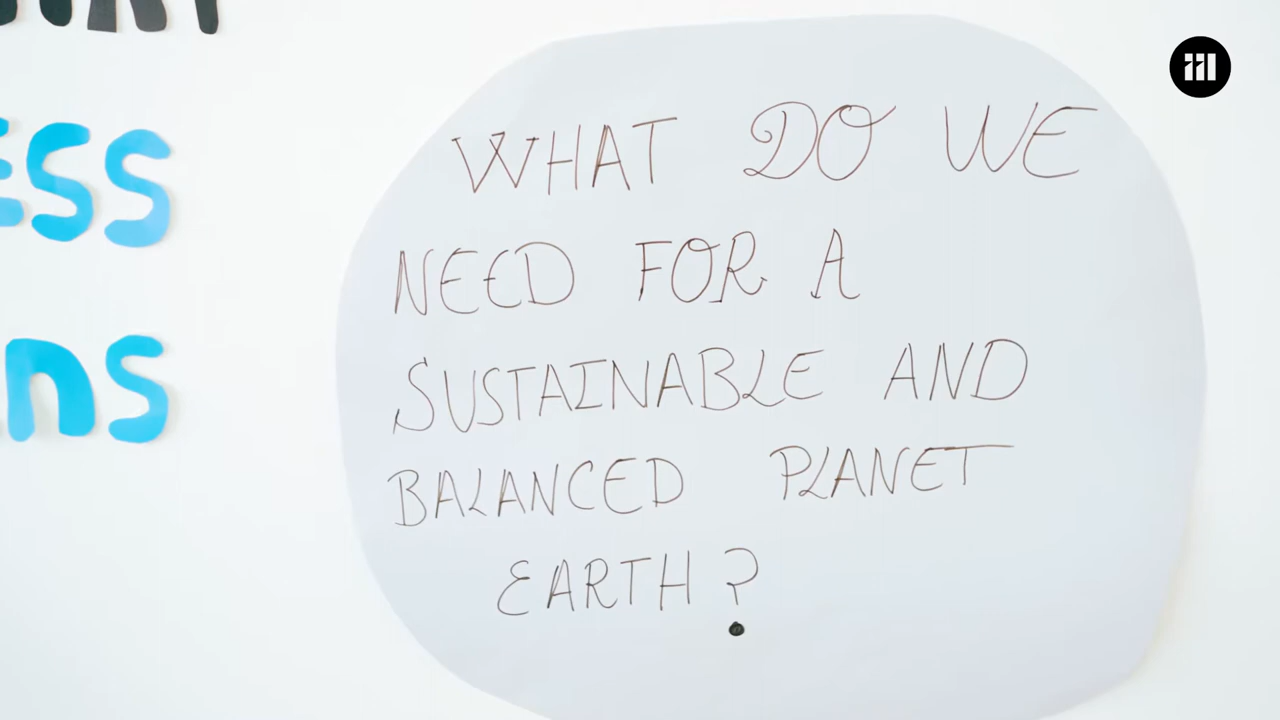 WHAT DO WE
NEED FOR A
SUSTAINABLE AND
BALANCED PLANET
EARTH?